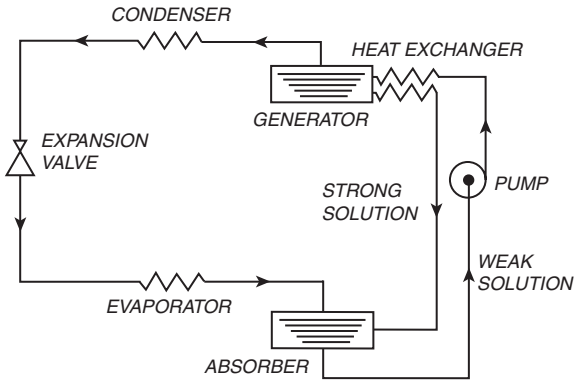 CONDENSER
HEAT EXCHANGER
GENERATOR
EXPANSION
VALVE
PUMP
STRONG
SOLUTION
WEAK
SOLUTION
EVAPORATOR
ABSORBER